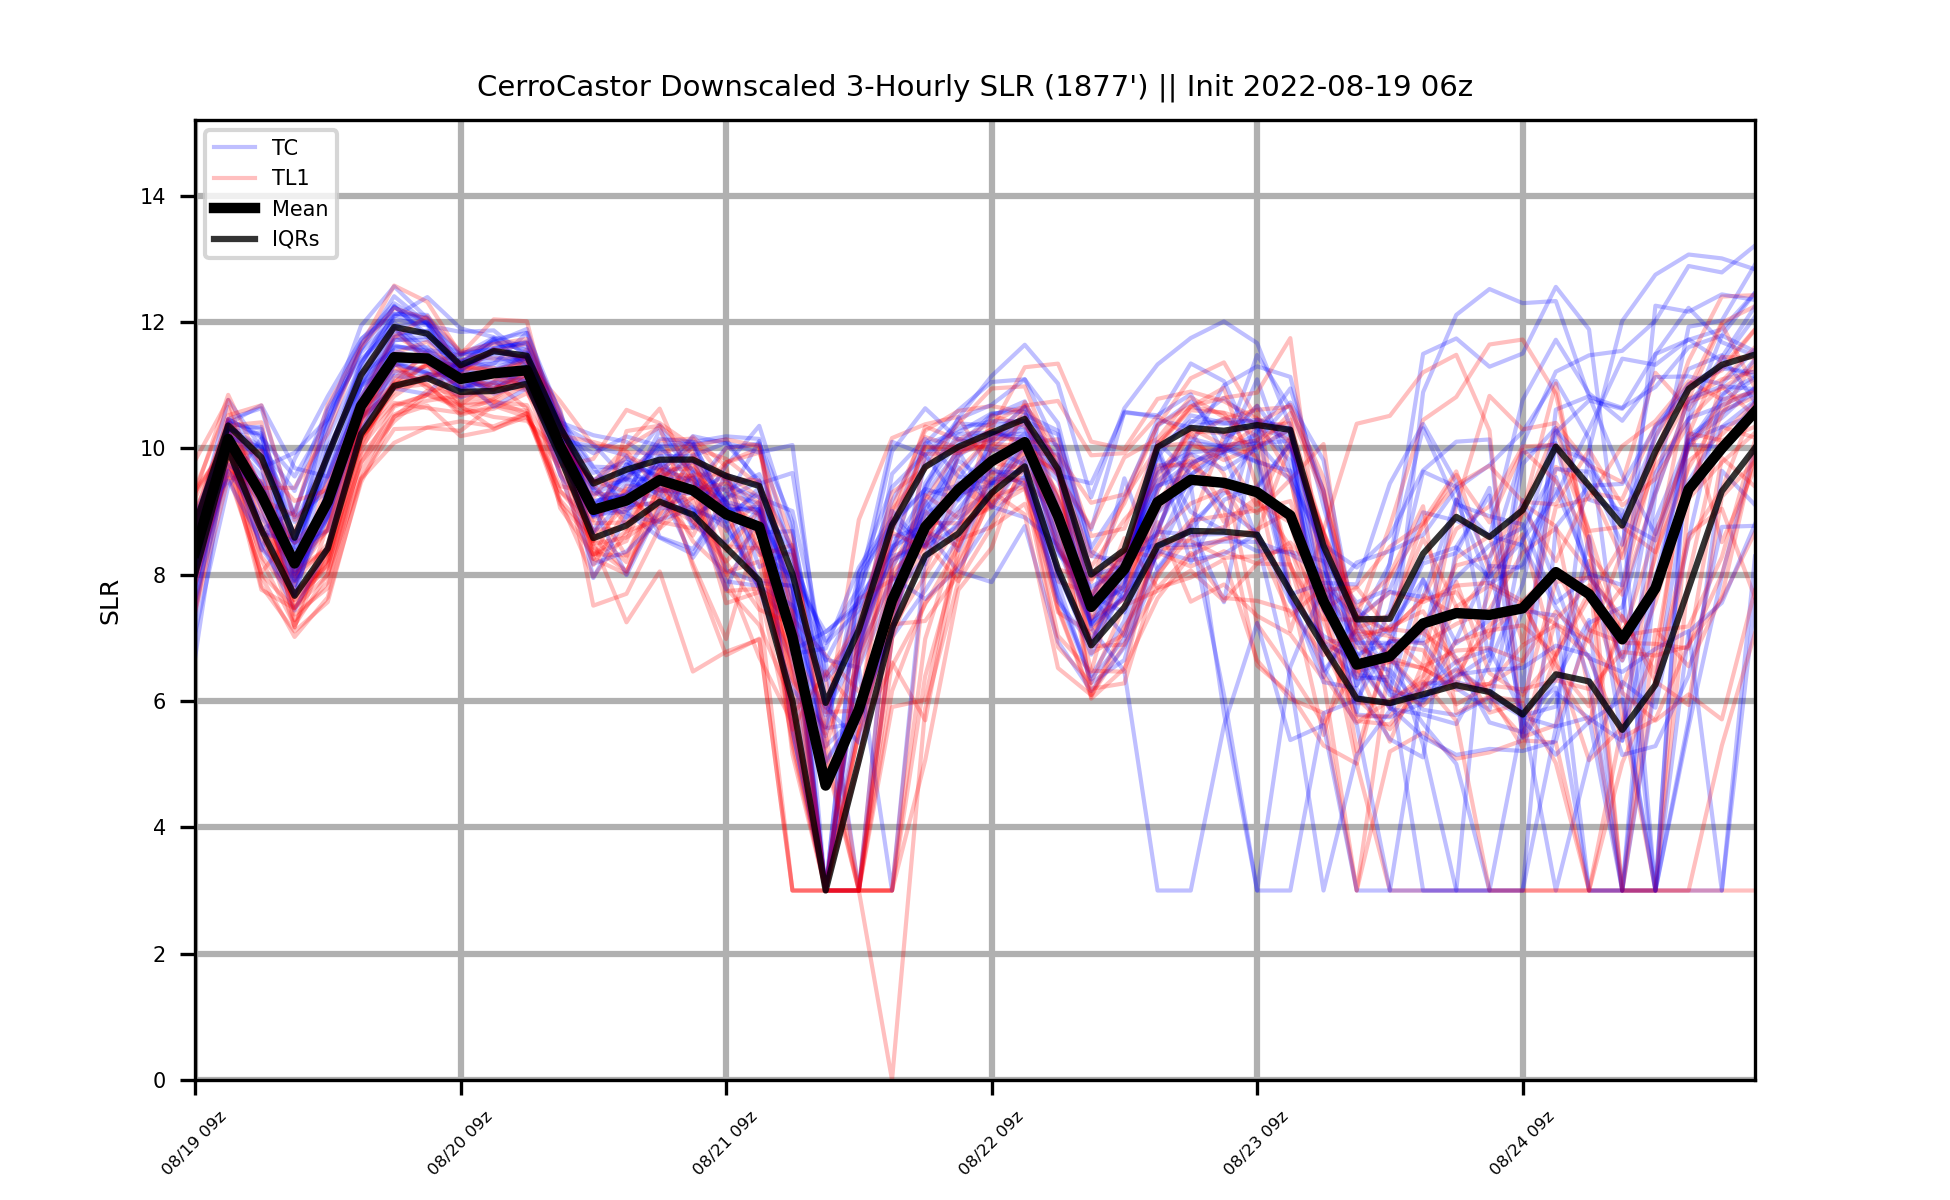 CerroCastor Downscaled 3-Hourly SLR (1877') || Init 2022-08-19 06z
TC
TL1
Mean
IQRs
SLR
14
12
10
8
6
4
2
0
08/19 09z
08/20 09z
08/21 09z
08/22 09z
08/23 09z
08/24 09z